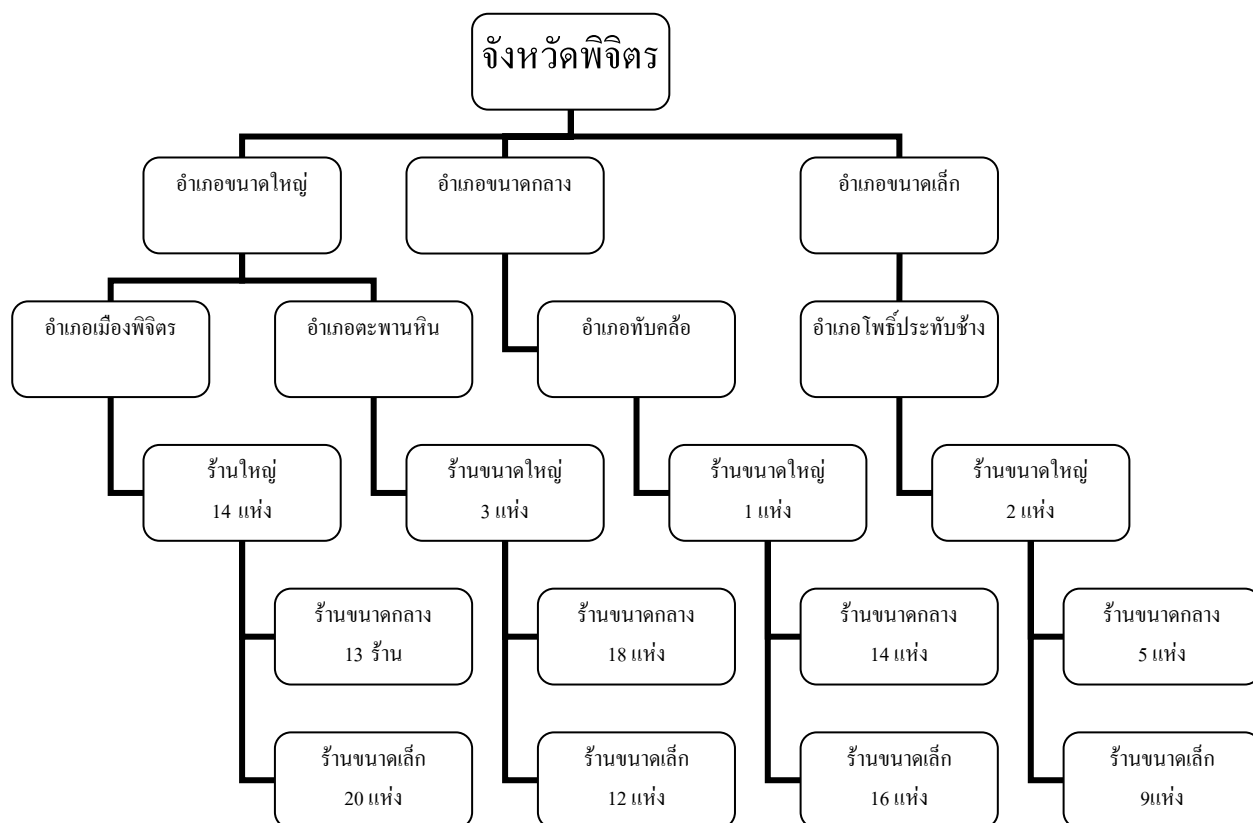 จังหวัดพิจิตร
อำเภอขนาดใหญ่
อำเภอขนาดกลาง
อำเภอขนาดเล็ก
อำเภอเมืองพิจิตร
อำเภอตะพานหิน
อำเภอทับคล้อ
อำเภอโพธิ์ประทับช้าง
ร้านใหญ่
14 แห่ง
ร้านขนาดใหญ่
3 แห่ง
ร้านขนาดใหญ่
1 แห่ง
ร้านขนาดใหญ่
2 แห่ง
ร้านขนาดกลาง
13 ร้าน
ร้านขนาดกลาง
18 แห่ง
ร้านขนาดกลาง
14 แห่ง
ร้านขนาดกลาง
5 แห่ง
ร้านขนาดเล็ก
20 แห่ง
ร้านขนาดเล็ก
12 แห่ง
ร้านขนาดเล็ก
16 แห่ง
ร้านขนาดเล็ก
9แห่ง